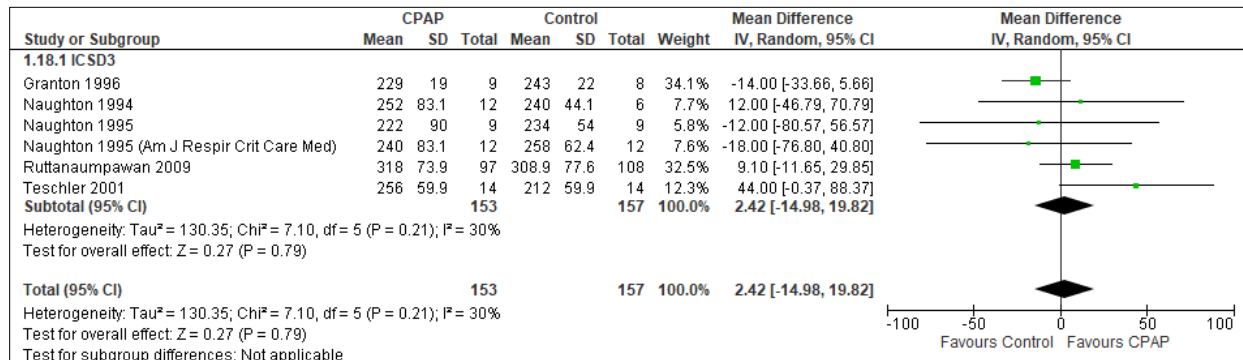 CPAP Control Mean Difference Mean Difference
Study or Subgroup Mean SD Total Mean SD Total Weight IV, Random, 95% CI IV, Random, 95% CI
1.18.1 ICSD3
Granton 1996 229 19 9 243 22 8 34.1% -14.00 [-33.66, 5.66]
Naughton 1994 252 83.1 12 240 44.1 6 7.7% 12.00 [-46.79, 70.79]
Naughton 1995 222 90 9 234 54 9 5.8% -12.00 [-80.57, 56.57]
Naughton 1995 (Am J Respir Crit Care Med) 240 83.1 12 258 62.4 12 7.6% -18.00 [-76.80, 40.80]
Ruttanaumpawan 2009 318 73.9 97 308.9 77.6 108 32.5% 9.10 [-11.65, 29.85]
Teschler 2001 256 59.9 14 212 59.9 14 12.3% 44.00 [-0.37, 88.37]
Subtotal (95% CI) 153 157 100.0% 2.42 [-14.98, 19.82]
Heterogeneity: Tau² = 130.35; Chi² = 7.10, df = 5 (P = 0.21); I² = 30%
Test for overall effect: Z = 0.27 (P = 0.79)
Total (95% CI) 153 157 100.0% 2.42 [-14.98, 19.82]
Heterogeneity: Tau² = 130.35; Chi² = 7.10, df = 5 (P = 0.21); I² = 30%
Test for overall effect: Z = 0.27 (P = 0.79)
Test for subgroup differences: Not applicable
-100 -50 0 50 100
Favours Control Favours CPAP